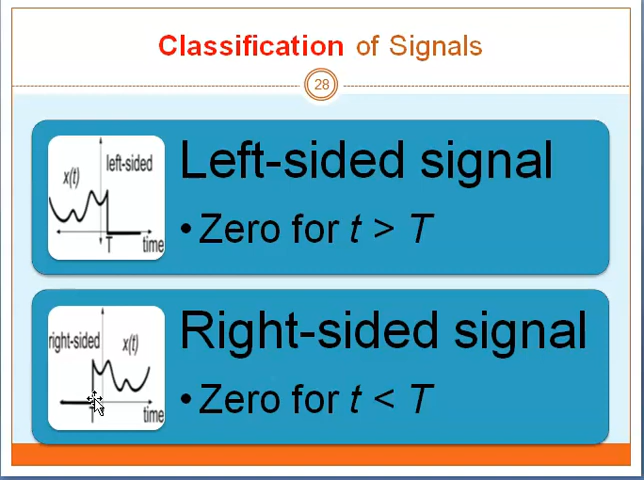 Classification of Signals
28
Left-sided signal
left-sided
x(t)
• Zero for t > T
T
time
Right-sided signal
right-sided
x(t)
• Zero for t < T
time